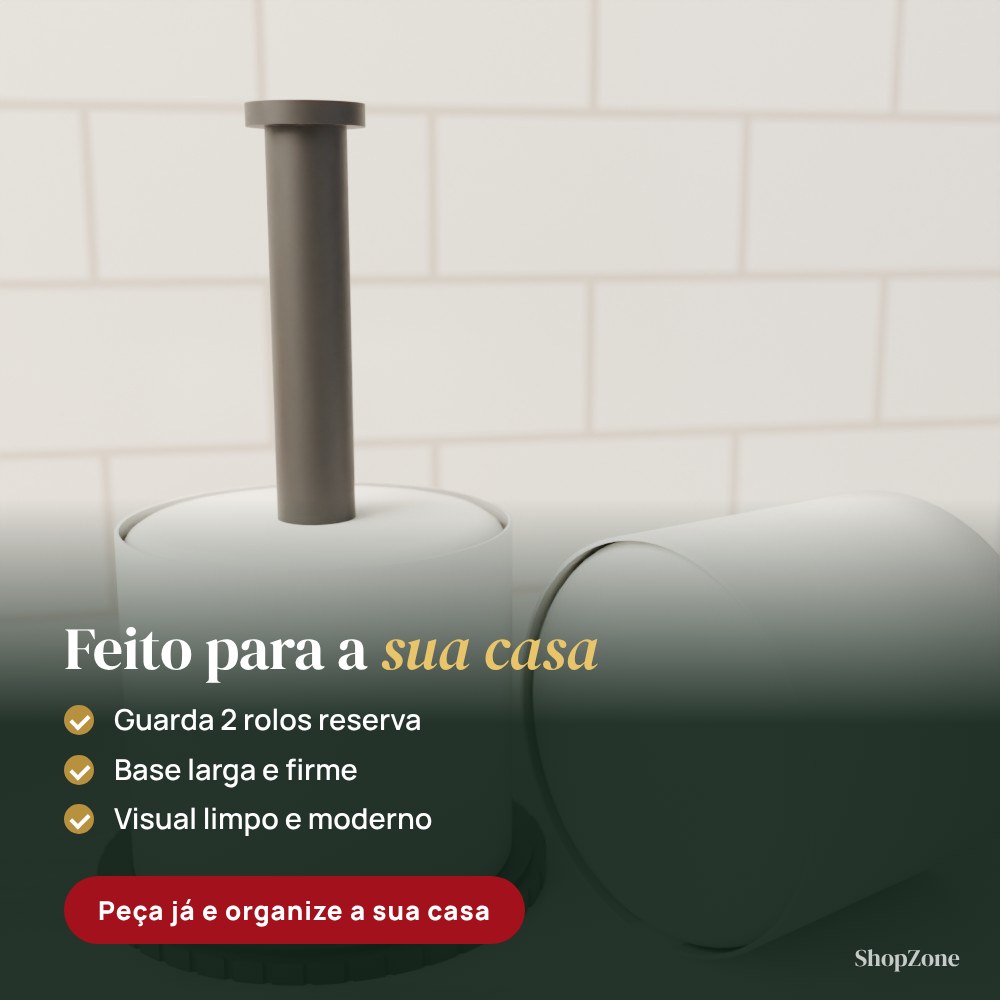 Feito para a sua casa
Guarda 2 rolos reserva
Base larga e firme
Visual limpo e moderno
Peça já e organize a sua casa
ShopZone